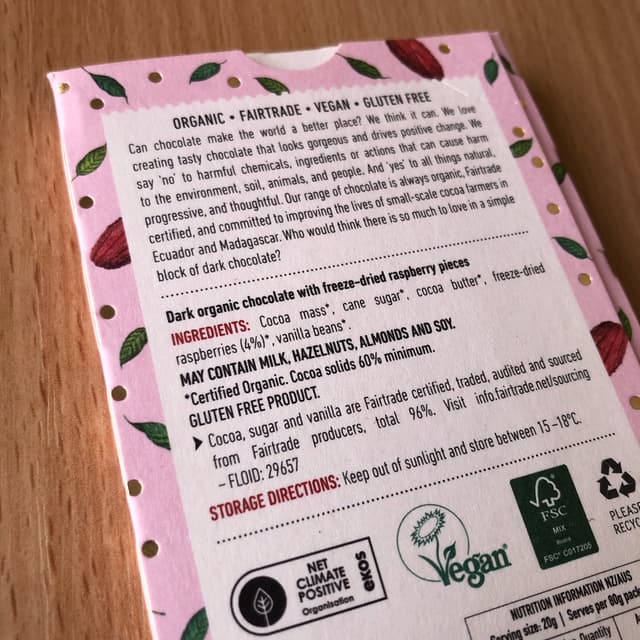 ORGANIC • FAIRTRADE • VEGAN • GLUTEN FREE
Can chocolate make the world a better place? We think it can. We love
creating tasty chocolate that looks gorgeous and drives positive change. We
say 'no' to harmful chemicals, ingredients or actions that can cause harm
to the environment, soil, animals, and people. And 'yes' to all things natural,
progressive, and thoughtful. Our range of chocolate is always organic, Fairtrade
certified, and committed to improving the lives of small-scale cocoa farmers in
Ecuador and Madagascar. Who would think there is so much to love in a simple
block of dark chocolate?
Dark organic chocolate with freeze-dried raspberry pieces
INGREDIENTS: Cocoa mass*, cane sugar*, cocoa butter*, freeze-dried
raspberries (4%)*, vanilla beans*.
MAY CONTAIN MILK, HAZELNUTS, ALMONDS AND SOY.
*Certified Organic. Cocoa solids 60% minimum.
GLUTEN FREE PRODUCT.
Cocoa, sugar and vanilla are Fairtrade certified, traded, audited and sourced
from Fairtrade producers, total 96%. Visit info.fairtrade.net/sourcing
– FLOID: 29657
STORAGE DIRECTIONS: Keep out of sunlight and store between 15 –18°C.
NET
CLIMATE
POSITIVE
Organisation
ekos
Vegan
FSC
MIX
Board
FSC® C017205
PLEASE
RECYC
NUTRITION INFORMATION NZ/AUS
Serving size: 20g | Serves per 80g pack
Quantity